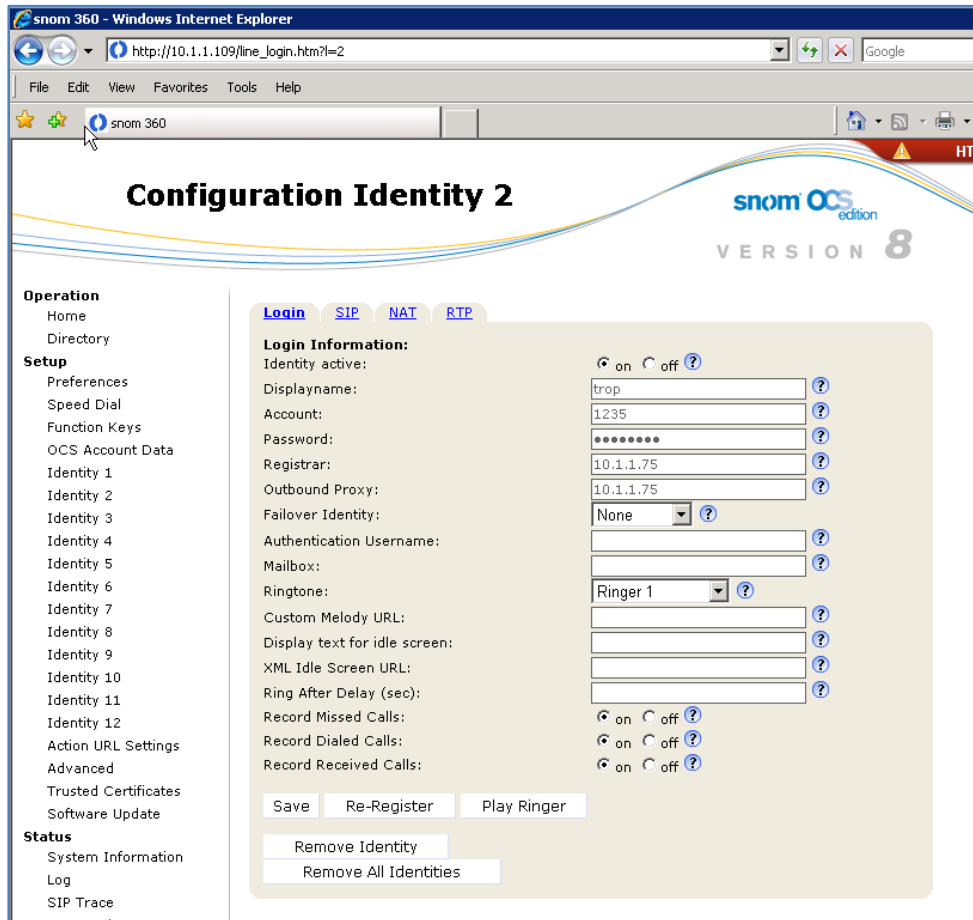 snom 360 - Windows Internet Explorer
http://10.1.1.109/line_login.htm?l=2
Google
File Edit View Favorites Tools Help
snom 360
HT
Configuration Identity 2
snom OCS edition
VERSION 8
Operation
Home
Directory
Setup
Preferences
Speed Dial
Function Keys
OCS Account Data
Identity 1
Identity 2
Identity 3
Identity 4
Identity 5
Identity 6
Identity 7
Identity 8
Identity 9
Identity 10
Identity 11
Identity 12
Action URL Settings
Advanced
Trusted Certificates
Software Update
Status
System Information
Log
SIP Trace
Login SIP NAT RTP
Login Information:
Identity active: on off ?
Displayname: trop ?
Account: 1235 ?
Password: •••••••• ?
Registrar: 10.1.1.75 ?
Outbound Proxy: 10.1.1.75 ?
Failover Identity: None ?
Authentication Username: ?
Mailbox: ?
Ringtone: Ringer 1 ?
Custom Melody URL: ?
Display text for idle screen: ?
XML Idle Screen URL: ?
Ring After Delay (sec): ?
Record Missed Calls: on off ?
Record Dialed Calls: on off ?
Record Received Calls: on off ?
Save Re-Register Play Ringer
Remove Identity
Remove All Identities